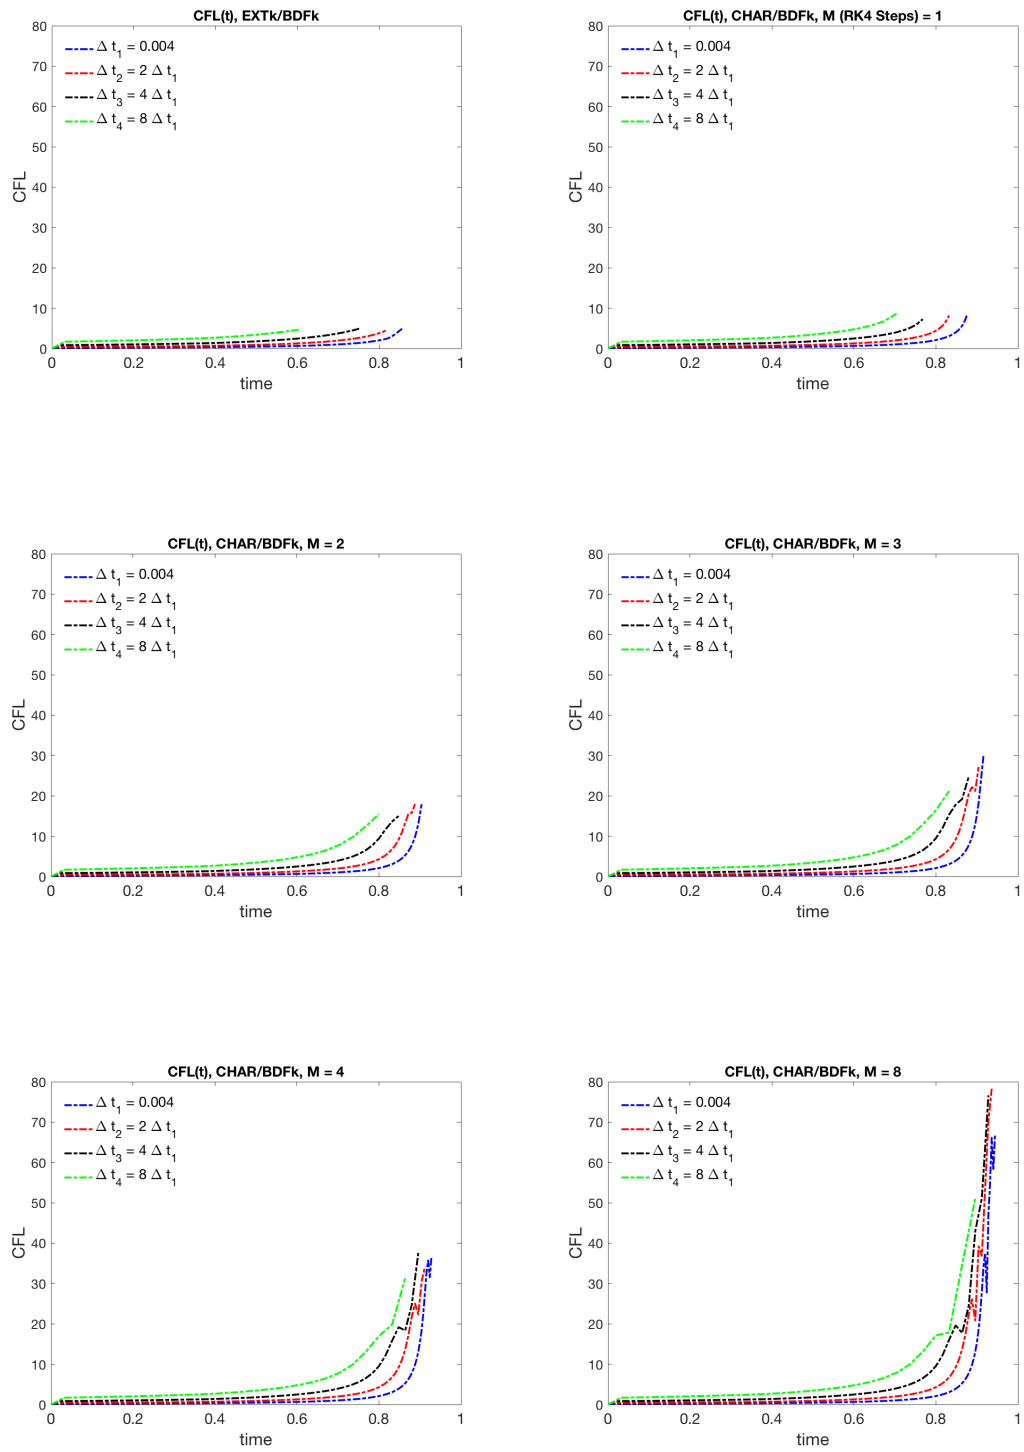 CFL(t), EXTk/BDFk
80
70
60
50
40
30
20
10
0
CFL
Δ t1 = 0.004
Δ t2 = 2 Δ t1
Δ t3 = 4 Δ t1
Δ t4 = 8 Δ t1
0 0.2 0.4 0.6 0.8 1
time
CFL(t), CHAR/BDFk, M (RK4 Steps) = 1
80
70
60
50
40
30
20
10
0
CFL
Δ t1 = 0.004
Δ t2 = 2 Δ t1
Δ t3 = 4 Δ t1
Δ t4 = 8 Δ t1
0 0.2 0.4 0.6 0.8 1
time
CFL(t), CHAR/BDFk, M = 2
80
70
60
50
40
30
20
10
0
CFL
Δ t1 = 0.004
Δ t2 = 2 Δ t1
Δ t3 = 4 Δ t1
Δ t4 = 8 Δ t1
0 0.2 0.4 0.6 0.8 1
time
CFL(t), CHAR/BDFk, M = 3
80
70
60
50
40
30
20
10
0
CFL
Δ t1 = 0.004
Δ t2 = 2 Δ t1
Δ t3 = 4 Δ t1
Δ t4 = 8 Δ t1
0 0.2 0.4 0.6 0.8 1
time
CFL(t), CHAR/BDFk, M = 4
80
70
60
50
40
30
20
10
0
CFL
Δ t1 = 0.004
Δ t2 = 2 Δ t1
Δ t3 = 4 Δ t1
Δ t4 = 8 Δ t1
0 0.2 0.4 0.6 0.8 1
time
CFL(t), CHAR/BDFk, M = 8
80
70
60
50
40
30
20
10
0
CFL
Δ t1 = 0.004
Δ t2 = 2 Δ t1
Δ t3 = 4 Δ t1
Δ t4 = 8 Δ t1
0 0.2 0.4 0.6 0.8 1
time